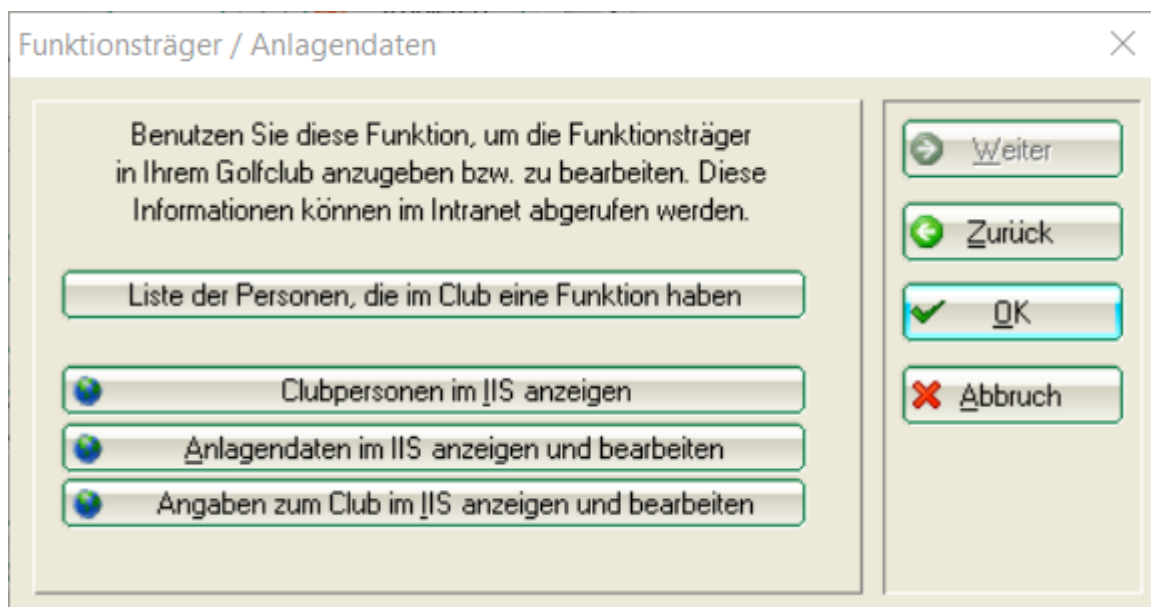 Funktionsträger / Anlagendaten
Benutzen Sie diese Funktion, um die Funktionsträger
in Ihrem Golfclub anzugeben bzw. zu bearbeiten. Diese
Informationen können im Intranet abgerufen werden.
Liste der Personen, die im Club eine Funktion haben
Clubpersonen im IIS anzeigen
Anlagendaten im IIS anzeigen und bearbeiten
Angaben zum Club im IIS anzeigen und bearbeiten
Weiter
Zurück
OK
Abbruch